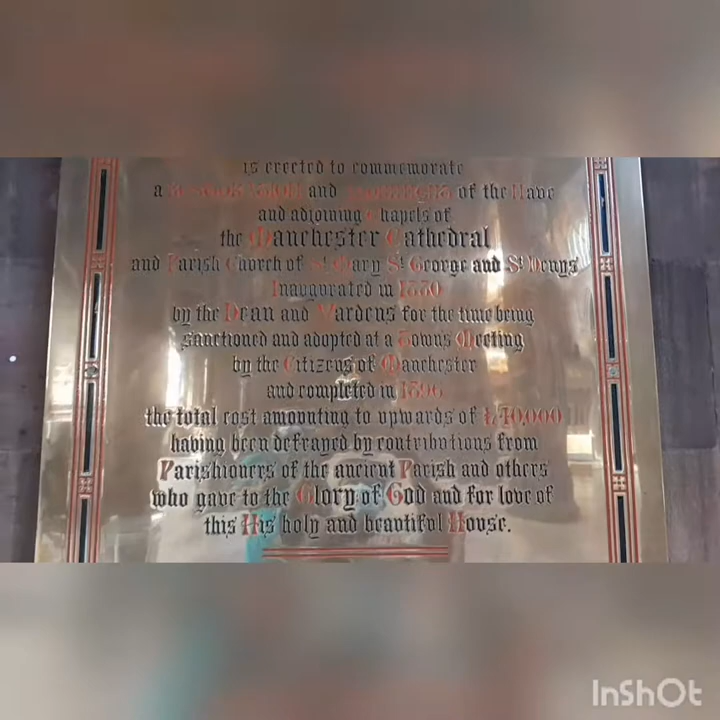 is erected to commemorate
a and of the Nave
and adjoining Chapels of
the Manchester Cathedral
and Parish Church of St Mary St George and St Denys
Inaugurated in
by the Dean and Wardens for the time being
sanctioned and adopted at a Towns Meeting
by the Citizens of Manchester
and completed in
the total cost amounting to upwards of
having been defrayed by contributions from
Parishioners of the ancient Parish and others
who gave to the Glory of God and for love of
this His holy and beautiful House.
InShOt